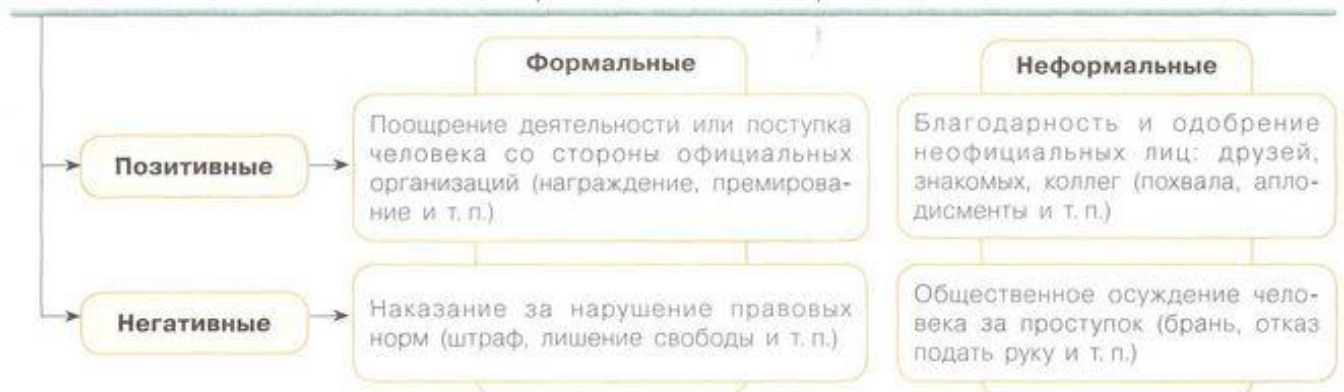 Формальные
Неформальные
Позитивные
Поощрение деятельности или поступка
человека со стороны официальных
организаций (награждение, премирова-
ние и т. п.)
Благодарность и одобрение
неофициальных лиц: друзей,
знакомых, коллег (похвала, апло-
дисменты и т. п.)
Негативные
Наказание за нарушение правовых
норм (штраф, лишение свободы и т. п.)
Общественное осуждение чело-
века за проступок (брань, отказ
подать руку и т. п.)